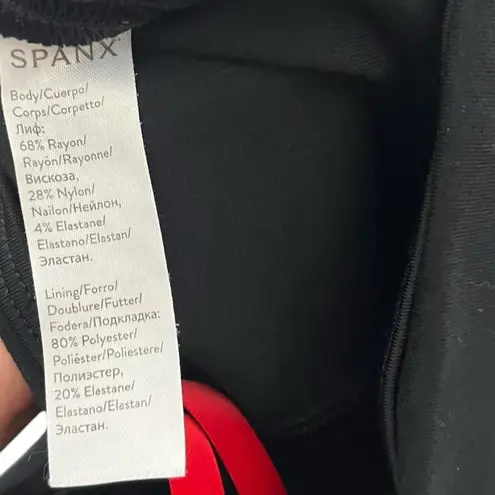 SPANX
Body/Cuerpo/
Corps/Corpetto/
Лиф:
68% Rayon/
Rayón/Rayonne/
Вискоза,
28% Nylon/
Nailon/Нейлон,
4% Elastane/
Elastano/Elastan/
Эластан.
Lining/Forro/
Doublure/Futter/
Fodera/Подкладка:
80% Polyester/
Poliéster/Poliestere/
Полиэстер,
20% Elastane/
Elastano/Elastan/
Эластан.